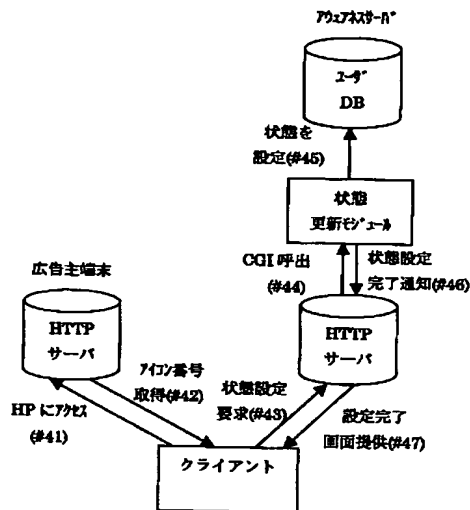 アウェアネスサーバ
ユーザ
DB
状態を
設定(#45)
状態
更新モジュール
CGI 呼出
(#44)
状態設定
完了通知(#46)
広告主端末
HTTP
サーバ
HTTP
サーバ
アイコン番号
取得(#42)
状態設定
要求(#43)
HPにアクセス
(#41)
設定完了
画面提供(#47)
クライアント